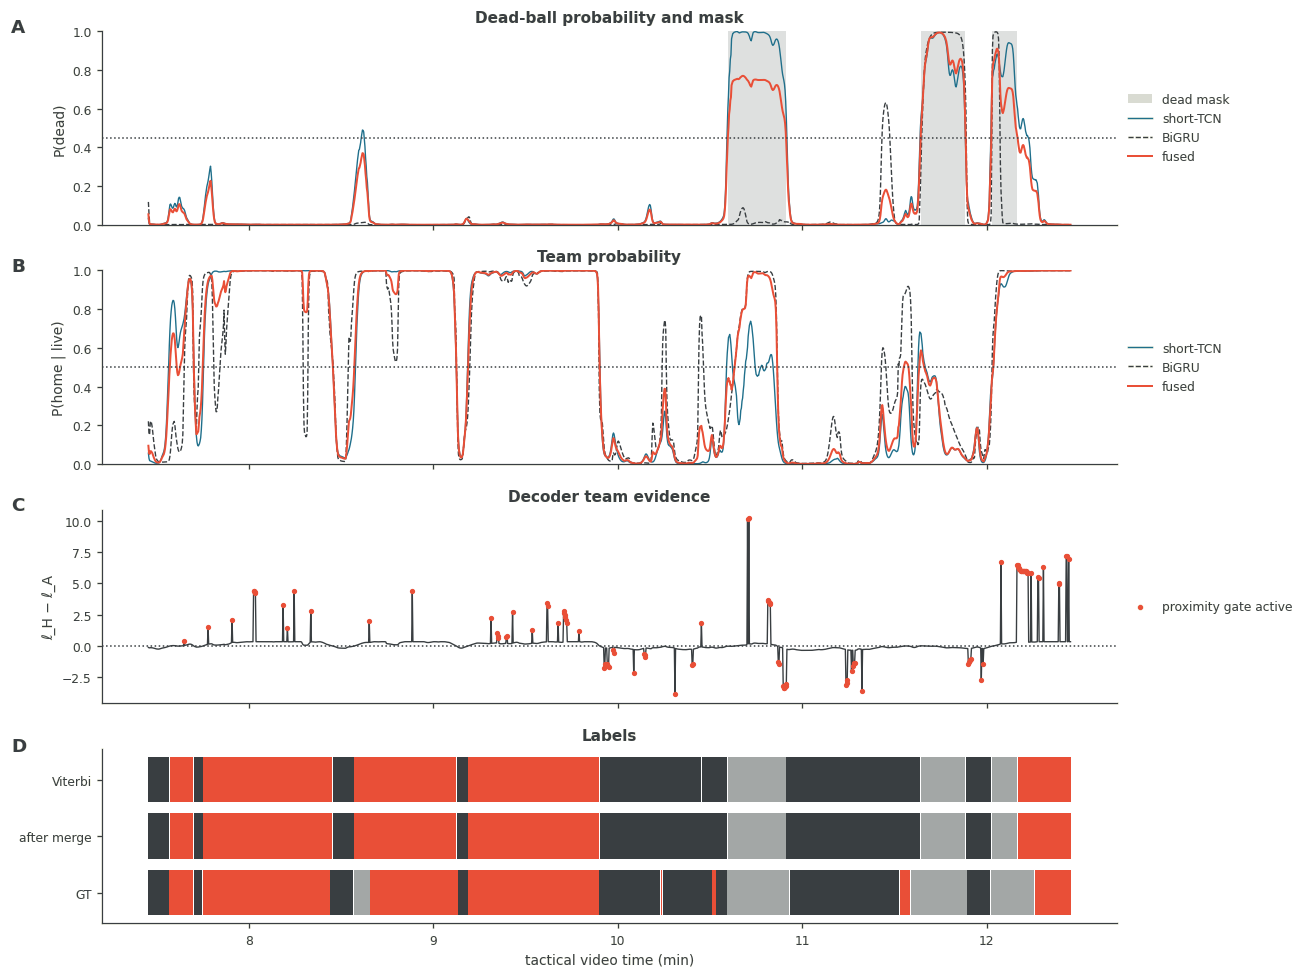 A
Dead-ball probability and mask
P(dead)
1.0
0.8
0.6
0.4
0.2
0.0
dead mask
short-TCN
BiGRU
fused
B
Team probability
P(home | live)
1.0
0.8
0.6
0.4
0.2
0.0
short-TCN
BiGRU
fused
C
Decoder team evidence
ℓ_H − ℓ_A
10.0
7.5
5.0
2.5
0.0
−2.5
proximity gate active
D
Labels
Viterbi
after merge
GT
8 9 10 11 12
tactical video time (min)